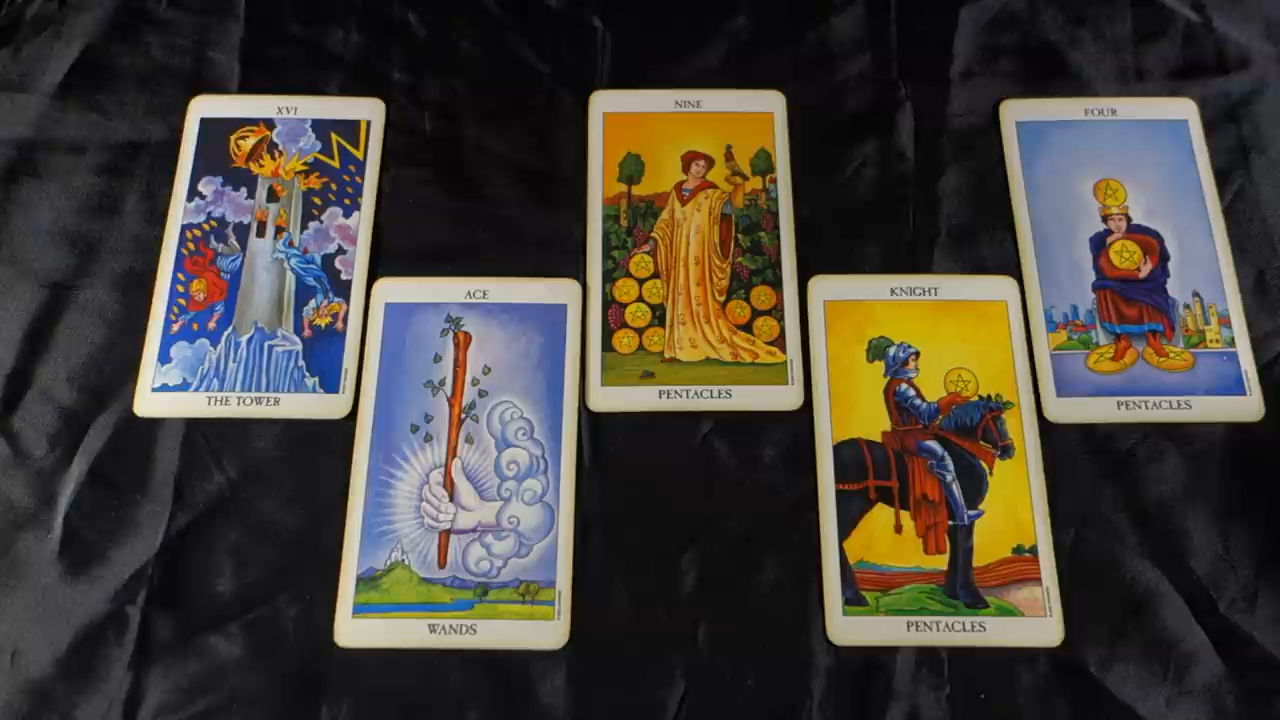 XVI
THE TOWER
ACE
WANDS
NINE
PENTACLES
KNIGHT
PENTACLES
FOUR
PENTACLES